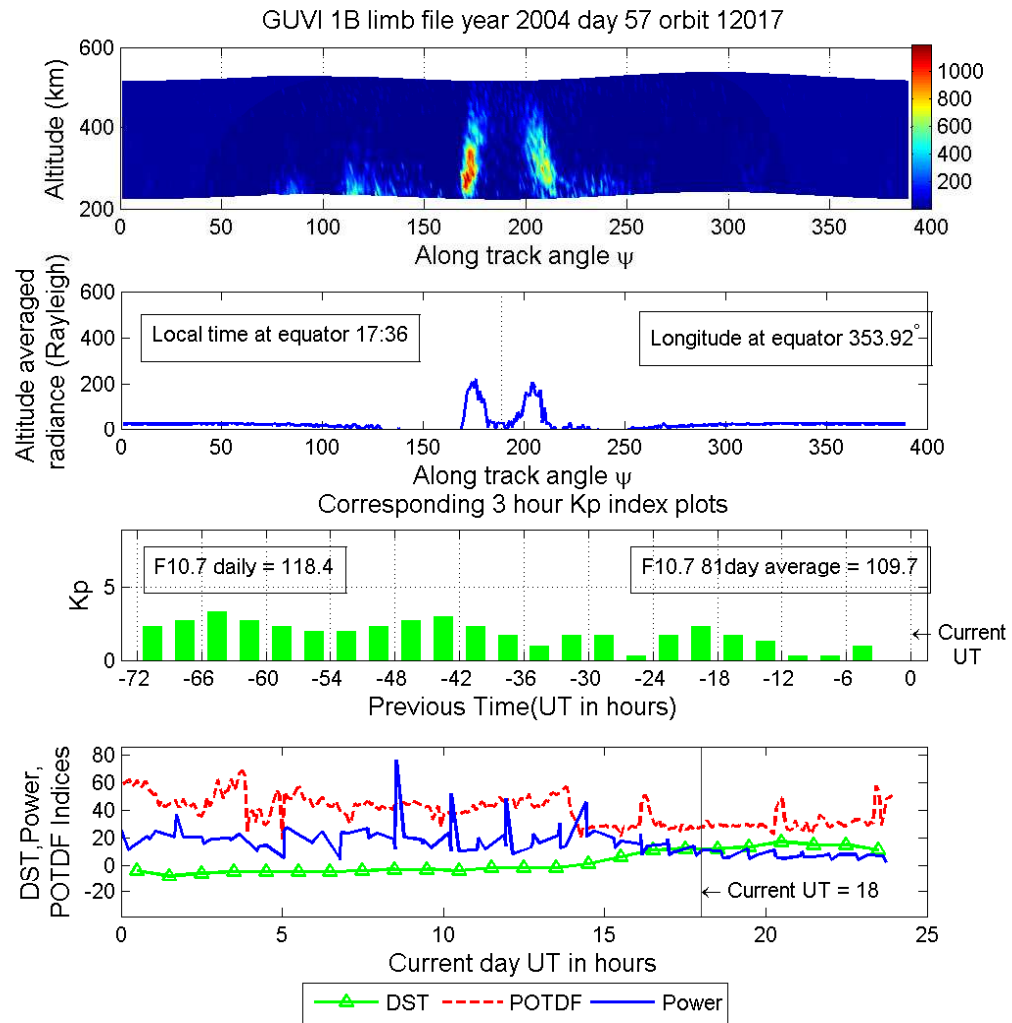 GUVI 1B limb file year 2004 day 57 orbit 12017
Altitude (km)
600
400
200
0 50 100 150 200 250 300 350 400
Along track angle ψ
1000
800
600
400
200
Altitude averaged
radiance (Rayleigh)
600
400
200
0
Local time at equator 17:36
Longitude at equator 353.92°
0 50 100 150 200 250 300 350 400
Along track angle ψ
Corresponding 3 hour Kp index plots
Kp
5
0
F10.7 daily = 118.4
F10.7 81day average = 109.7
← Current
UT
-72 -66 -60 -54 -48 -42 -36 -30 -24 -18 -12 -6 0
Previous Time(UT in hours)
DST,Power,
POTDF Indices
80
60
40
20
0
-20
← Current UT = 18
0 5 10 15 20 25
Current day UT in hours
DST POTDF Power